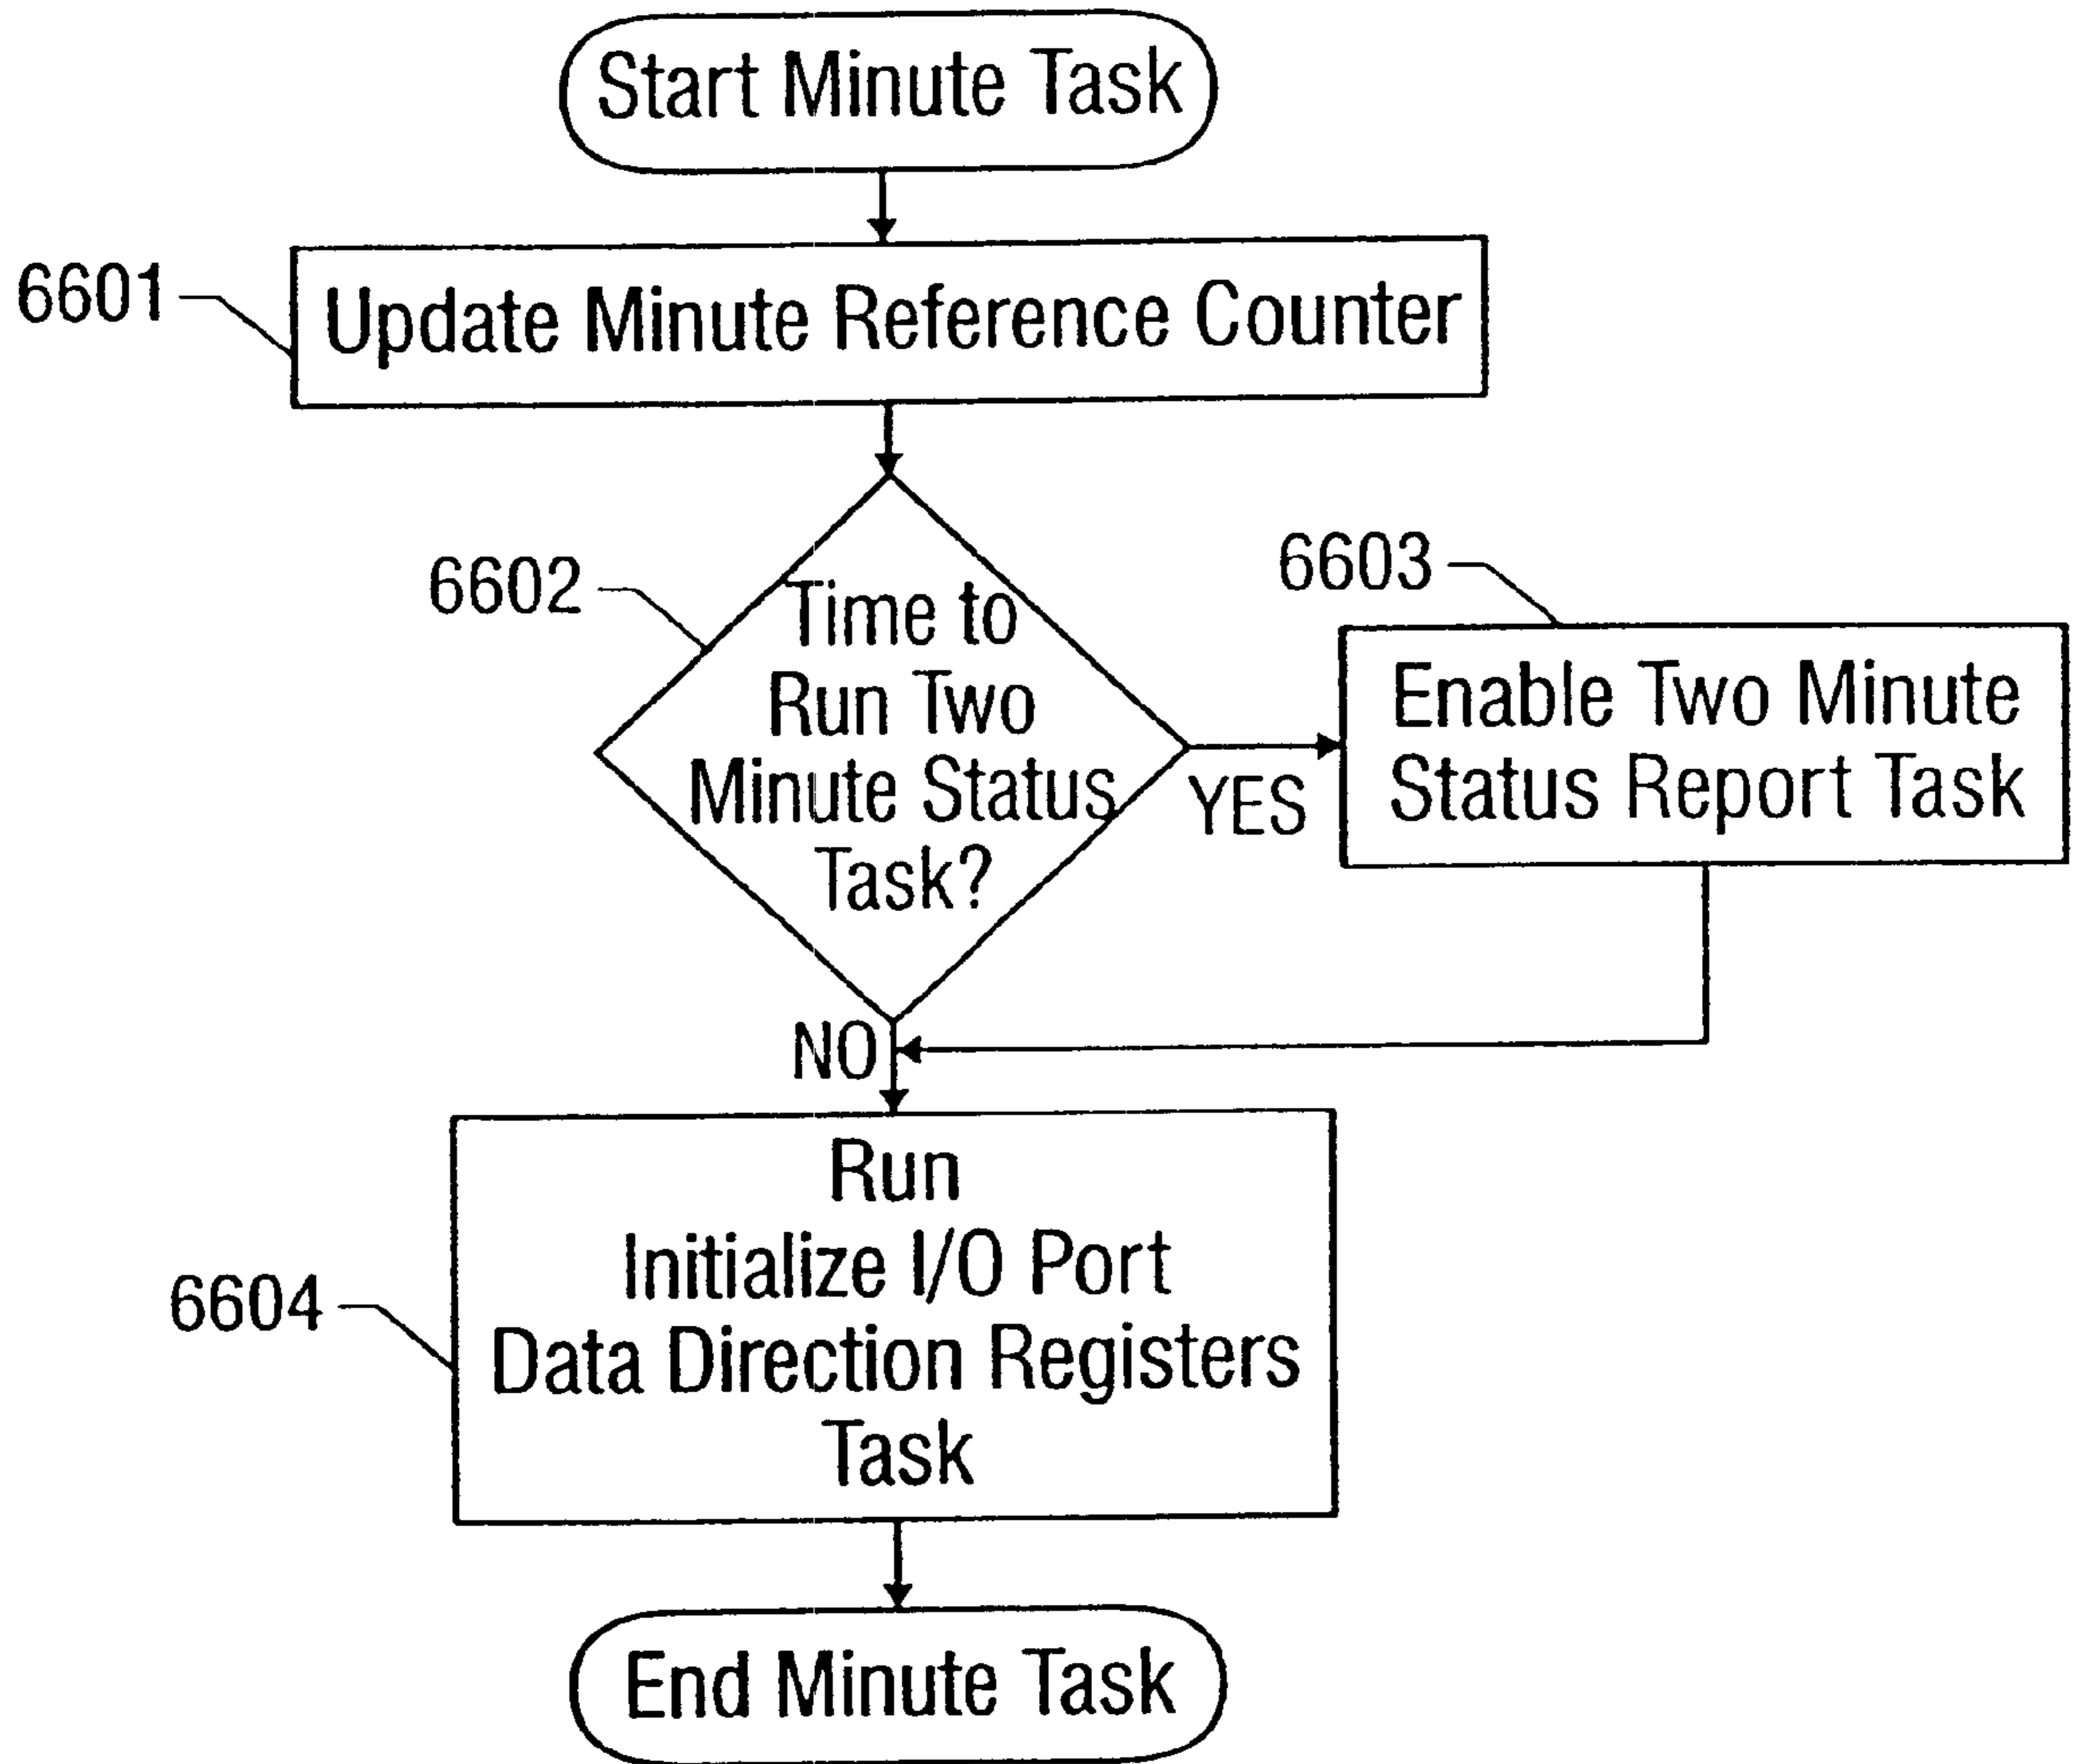 Start Minute Task
6601
Update Minute Reference Counter
6602
Time to
Run Two
Minute Status
Task?
YES
6603
Enable Two Minute
Status Report Task
NO
6604
Run
Initialize I/O Port
Data Direction Registers
Task
End Minute Task